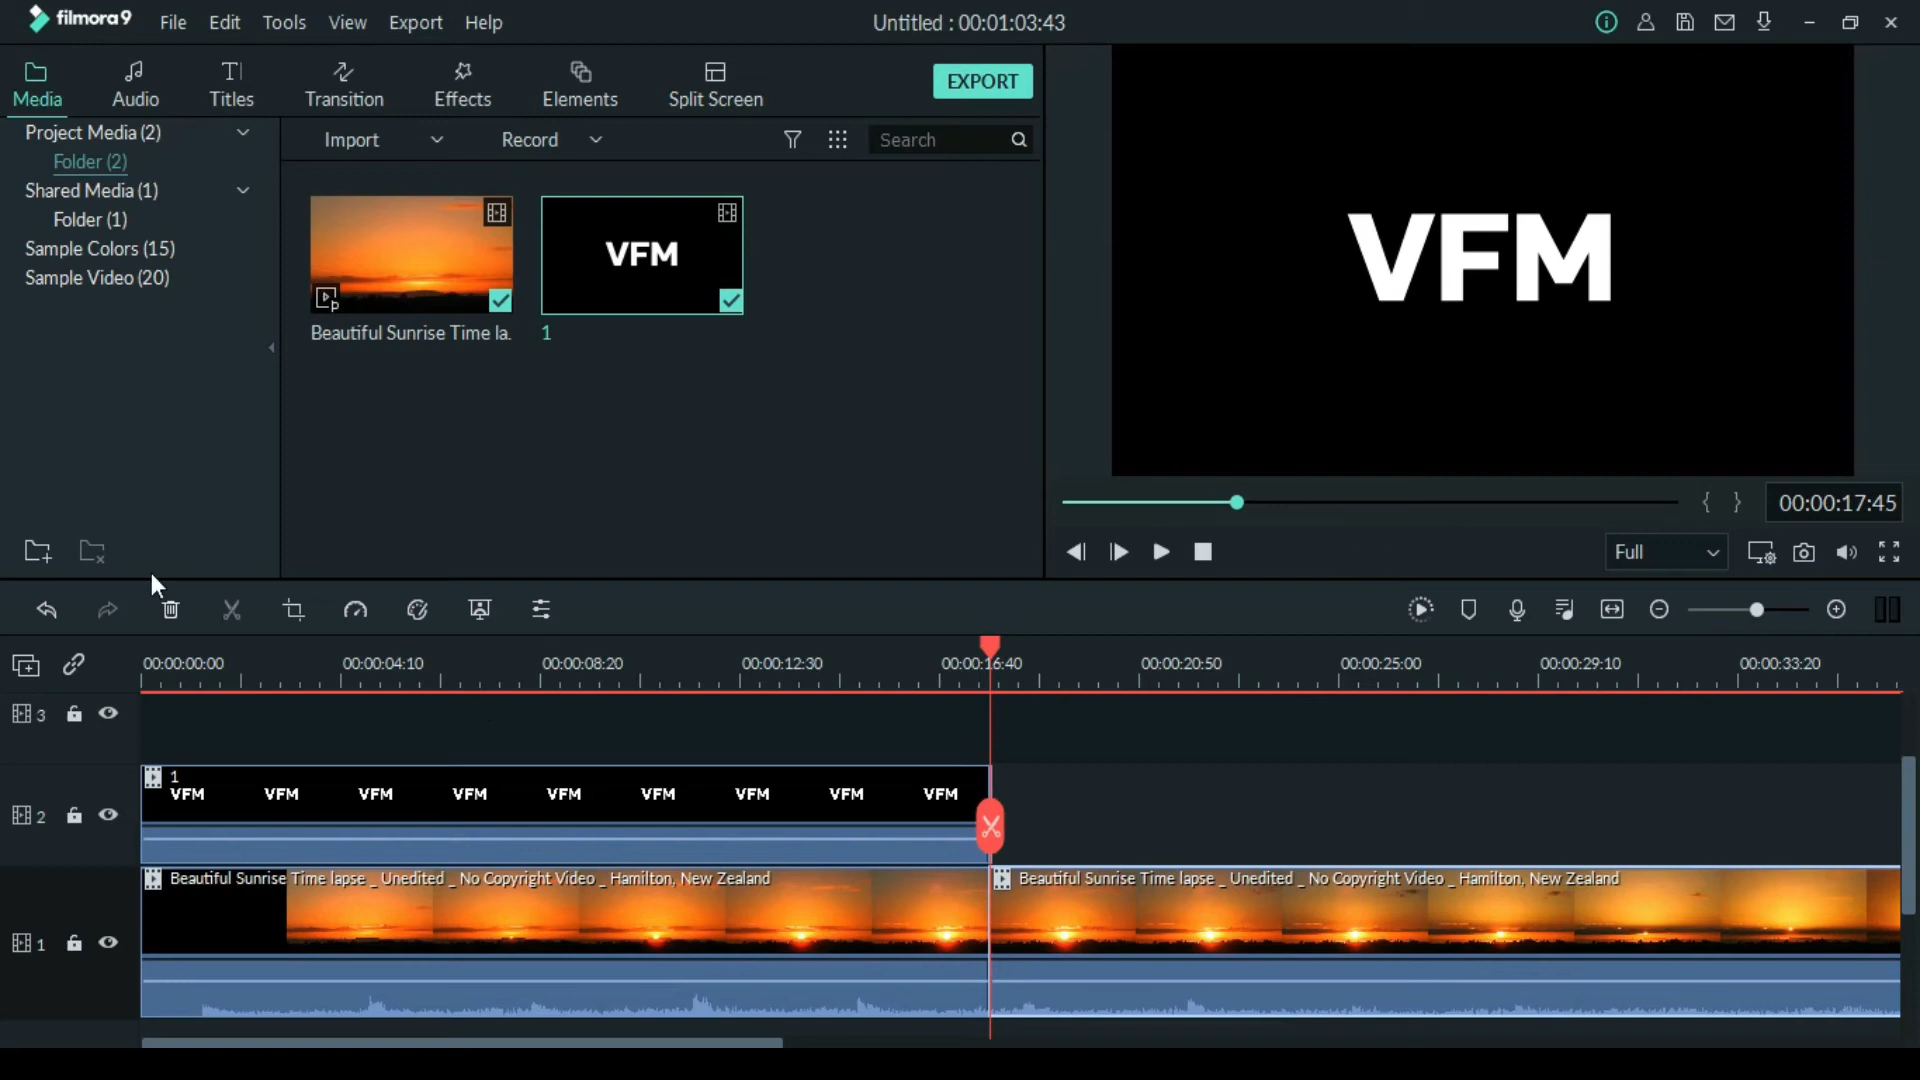 filmora9 File Edit Tools View Export Help Untitled : 00:01:03:43
Media Audio Titles Transition Effects Elements Split Screen EXPORT
Project Media (2)
Folder (2)
Shared Media (1)
Folder (1)
Sample Colors (15)
Sample Video (20)
Import Record Search
VFM
Beautiful Sunrise Time la. 1
VFM
00:00:17:45
Full
00:00:00:00 00:00:04:10 00:00:08:20 00:00:12:30 00:00:16:40 00:00:20:50 00:00:25:00 00:00:29:10 00:00:33:20
3
1
VFM VFM VFM VFM VFM VFM VFM VFM VFM
2
Beautiful Sunrise Time lapse _ Unedited _ No Copyright Video _ Hamilton, New Zealand Beautiful Sunrise Time lapse _ Unedited _ No Copyright Video _ Hamilton, New Zealand
1